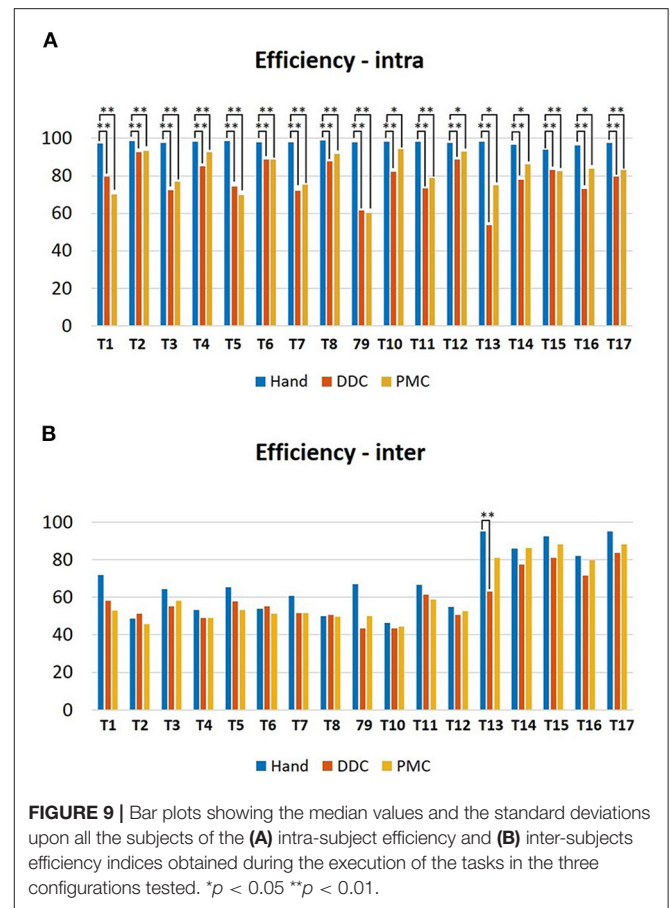 A
Efficiency - intra
** ** ** ** ** ** ** ** ** * ** * * * ** * **
** ** ** ** ** ** ** ** ** ** ** ** ** ** ** ** **
100
80
60
40
20
0
T1 T2 T3 T4 T5 T6 T7 T8 79 T10 T11 T12 T13 T14 T15 T16 T17
Hand DDC PMC
B
Efficiency - inter
**
100
80
60
40
20
0
T1 T2 T3 T4 T5 T6 T7 T8 79 T10 T11 T12 T13 T14 T15 T16 T17
Hand DDC PMC
FIGURE 9 | Bar plots showing the median values and the standard deviations
upon all the subjects of the (A) intra-subject efficiency and (B) inter-subjects
efficiency indices obtained during the execution of the tasks in the three
configurations tested. *p < 0.05 **p < 0.01.